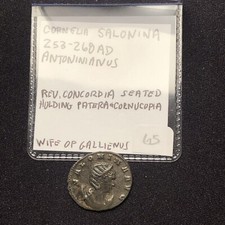 CORNELIA SALONINA
253-268AD
ANTONINIANUS
REV. CONCORDIA SEATED
HOLDING PATERA+CORNUCOPIA
WIFE OF GALLIENUS
65